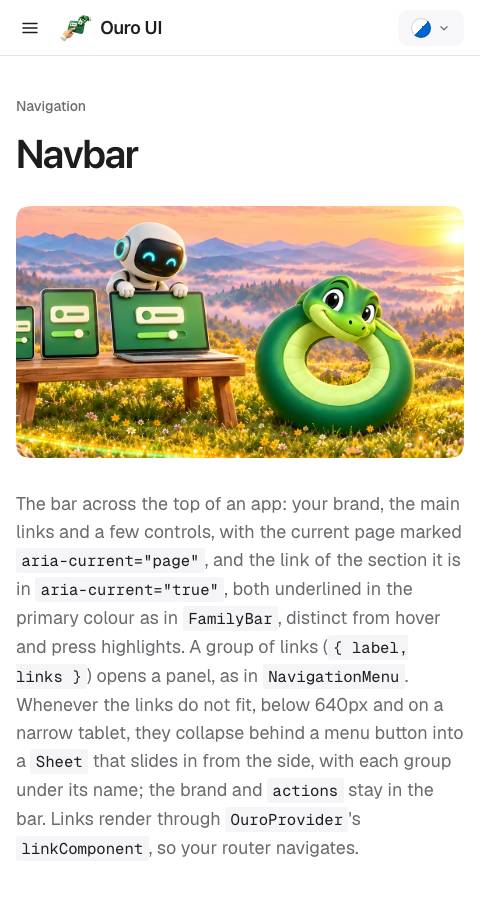 Ouro UI
Navigation
Navbar
The bar across the top of an app: your brand, the main
links and a few controls, with the current page marked
aria-current="page", and the link of the section it is
in aria-current="true", both underlined in the
primary colour as in FamilyBar, distinct from hover
and press highlights. A group of links ({ label,
links }) opens a panel, as in NavigationMenu.
Whenever the links do not fit, below 640px and on a
narrow tablet, they collapse behind a menu button into
a Sheet that slides in from the side, with each group
under its name; the brand and actions stay in the
bar. Links render through OuroProvider's
linkComponent, so your router navigates.